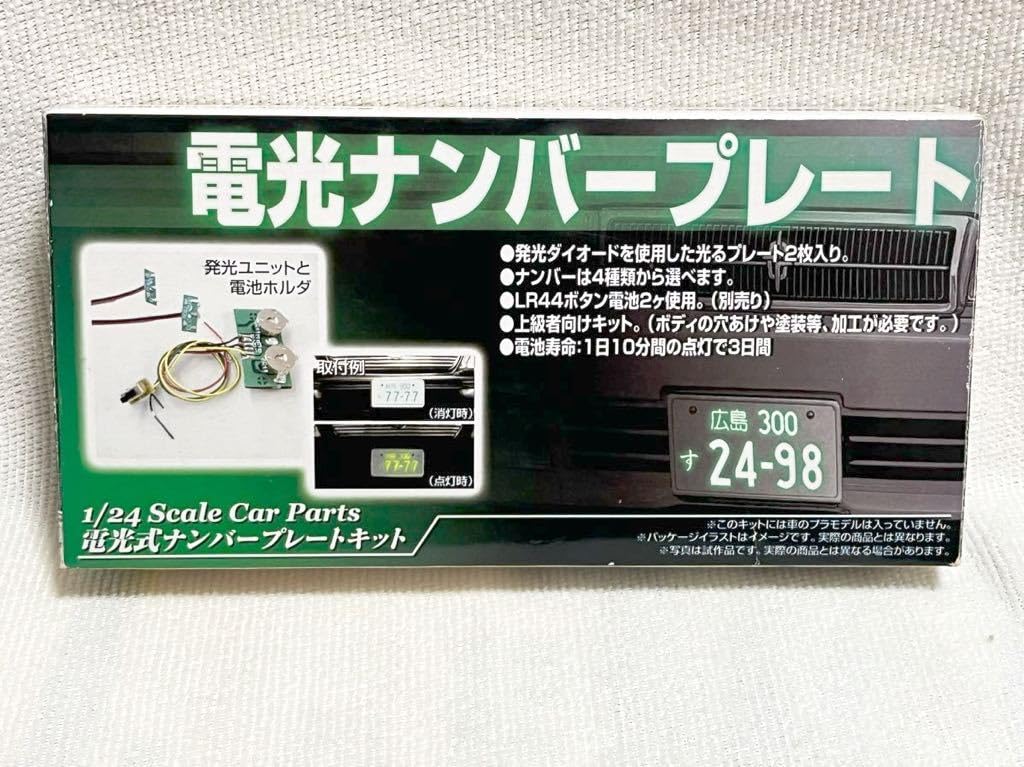 電光ナンバープレート
発光ユニットと
電池ホルダ
●発光ダイオードを使用した光るプレート2枚入り。
●ナンバーは4種類から選べます。
●LR44ボタン電池2ヶ使用。(別売り)
●上級者向けキット。(ボディの穴あけや塗装等、加工が必要です。)
●電池寿命:1日10分間の点灯で3日間
取付例
77-77
(消灯時)
77-77
(点灯時)
広島 300
す 24-98
1/24 Scale Car Parts
電光式ナンバープレートキット
※このキットには車のプラモデルは入っていません。
※パッケージイラストはイメージです。実際の商品とは異なります。
※写真は試作品です。実際の商品とは異なる場合があります。